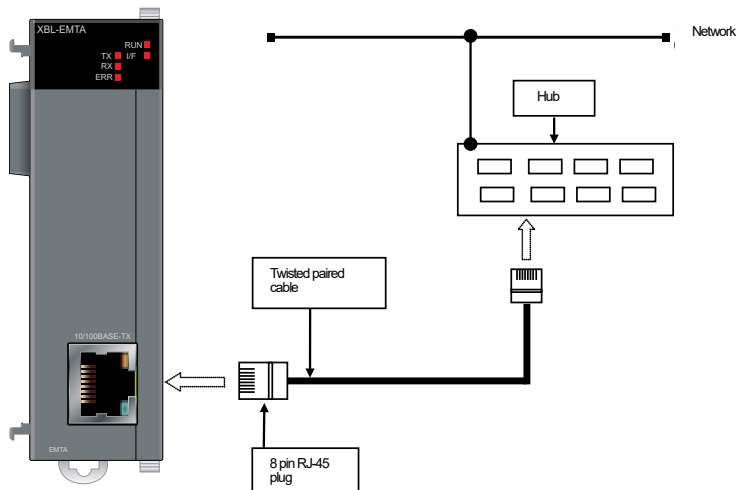 XBL-EMTA
RUN
TX I/F
RX
ERR
Network
Hub
Twisted paired
cable
10/100BASE-TX
8 pin RJ-45
plug
EMTA